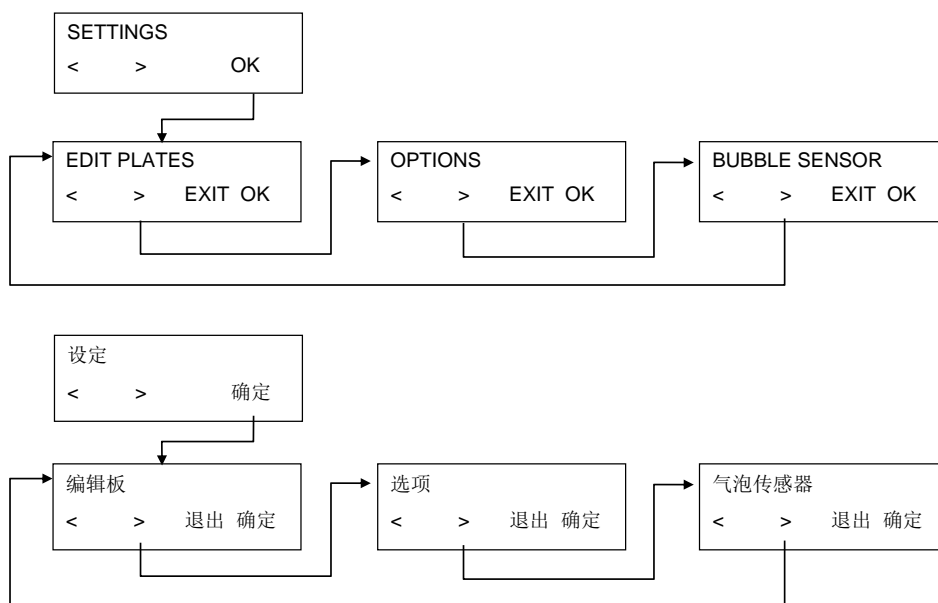 SETTINGS
< > OK
EDIT PLATES
< > EXIT OK
OPTIONS
< > EXIT OK
BUBBLE SENSOR
< > EXIT OK
设定
< > 确定
编辑板
< > 退出 确定
选项
< > 退出 确定
气泡传感器
< > 退出 确定